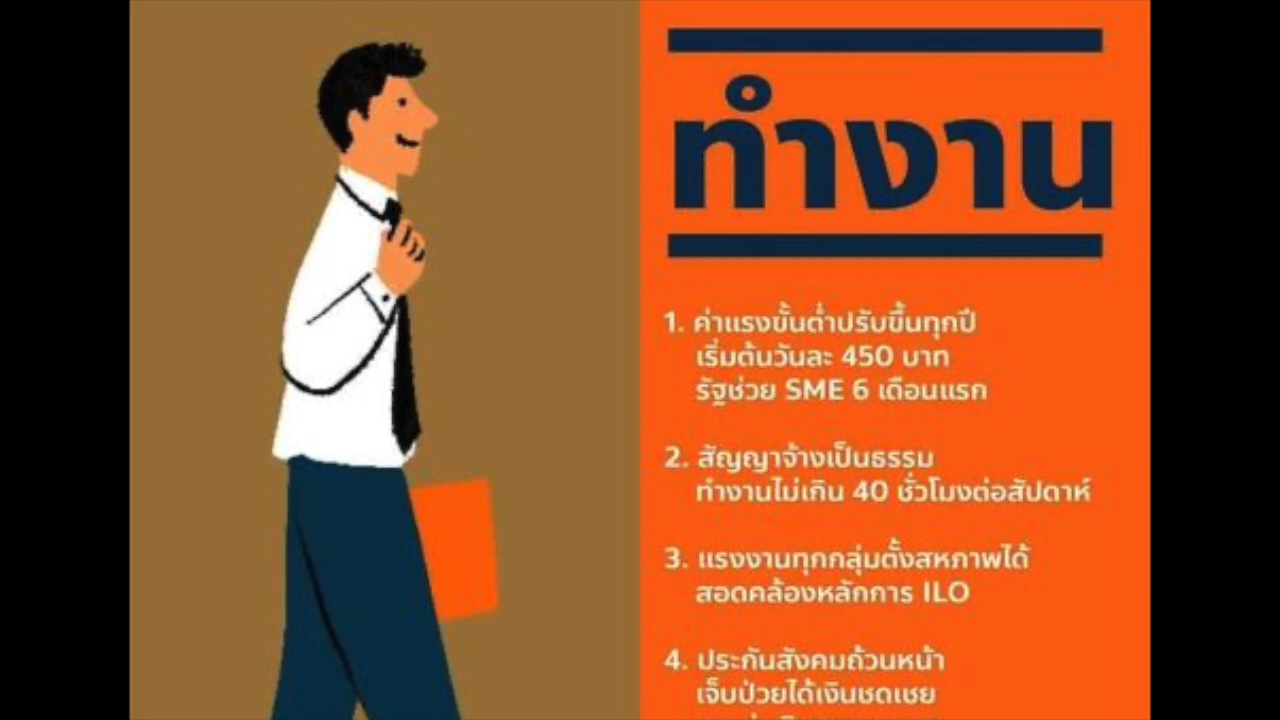 ทำงาน
1. ค่าแรงขั้นต่ำปรับขึ้นทุกปี
เริ่มต้นวันละ 450 บาท
รัฐช่วย SME 6 เดือนแรก
2. สัญญาจ้างเป็นธรรม
ทำงานไม่เกิน 40 ชั่วโมงต่อสัปดาห์
3. แรงงานทุกกลุ่มตั้งสหภาพได้
สอดคล้องหลักการ ILO
4. ประกันสังคมถ้วนหน้า
เจ็บป่วยได้เงินชดเชย